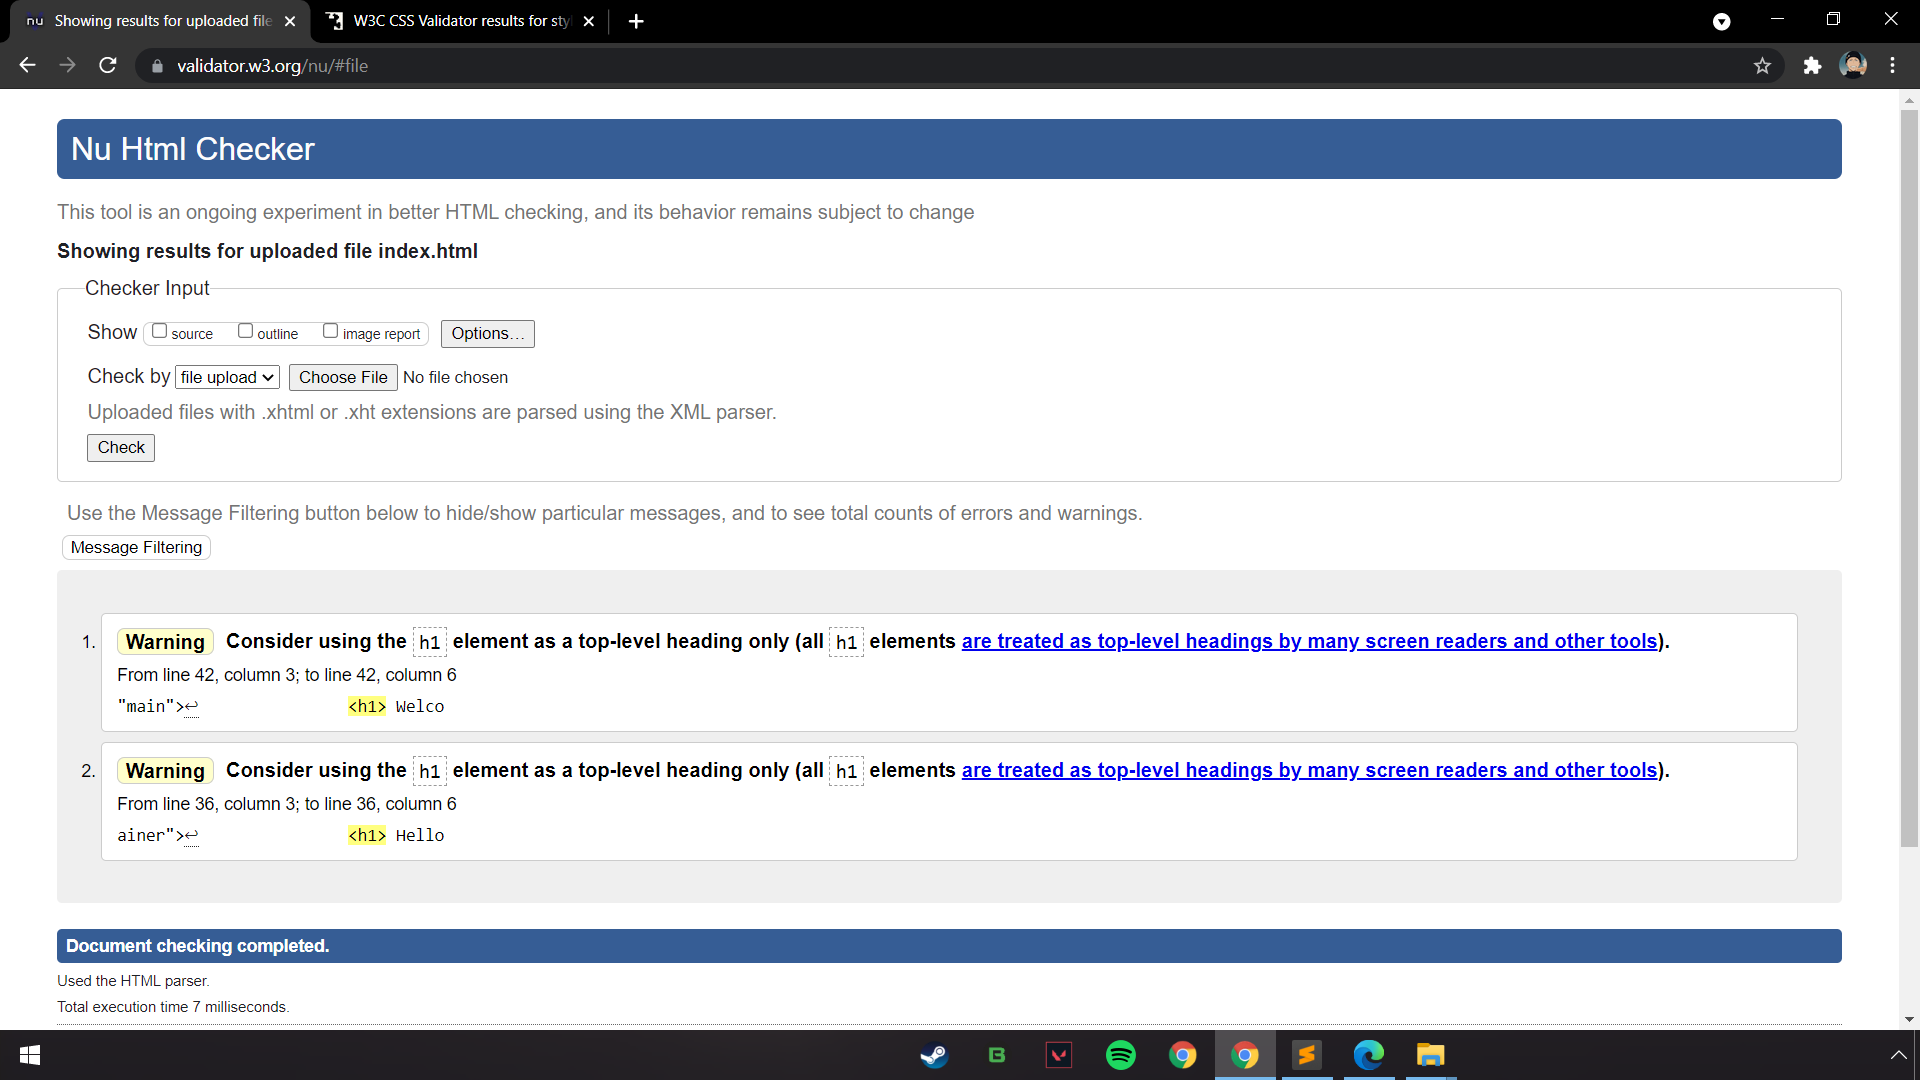 nu Showing results for uploaded file
W3C CSS Validator results for sty
validator.w3.org/nu/#file
Nu Html Checker
This tool is an ongoing experiment in better HTML checking, and its behavior remains subject to change
Showing results for uploaded file index.html
Checker Input
Show source outline image report Options…
Check by file upload Choose File No file chosen
Uploaded files with .xhtml or .xht extensions are parsed using the XML parser.
Check
Use the Message Filtering button below to hide/show particular messages, and to see total counts of errors and warnings.
Message Filtering
1. Warning Consider using the h1 element as a top-level heading only (all h1 elements are treated as top-level headings by many screen readers and other tools).
From line 42, column 3; to line 42, column 6
"main">↩ <h1> Welco
2. Warning Consider using the h1 element as a top-level heading only (all h1 elements are treated as top-level headings by many screen readers and other tools).
From line 36, column 3; to line 36, column 6
ainer">↩ <h1> Hello
Document checking completed.
Used the HTML parser.
Total execution time 7 milliseconds.